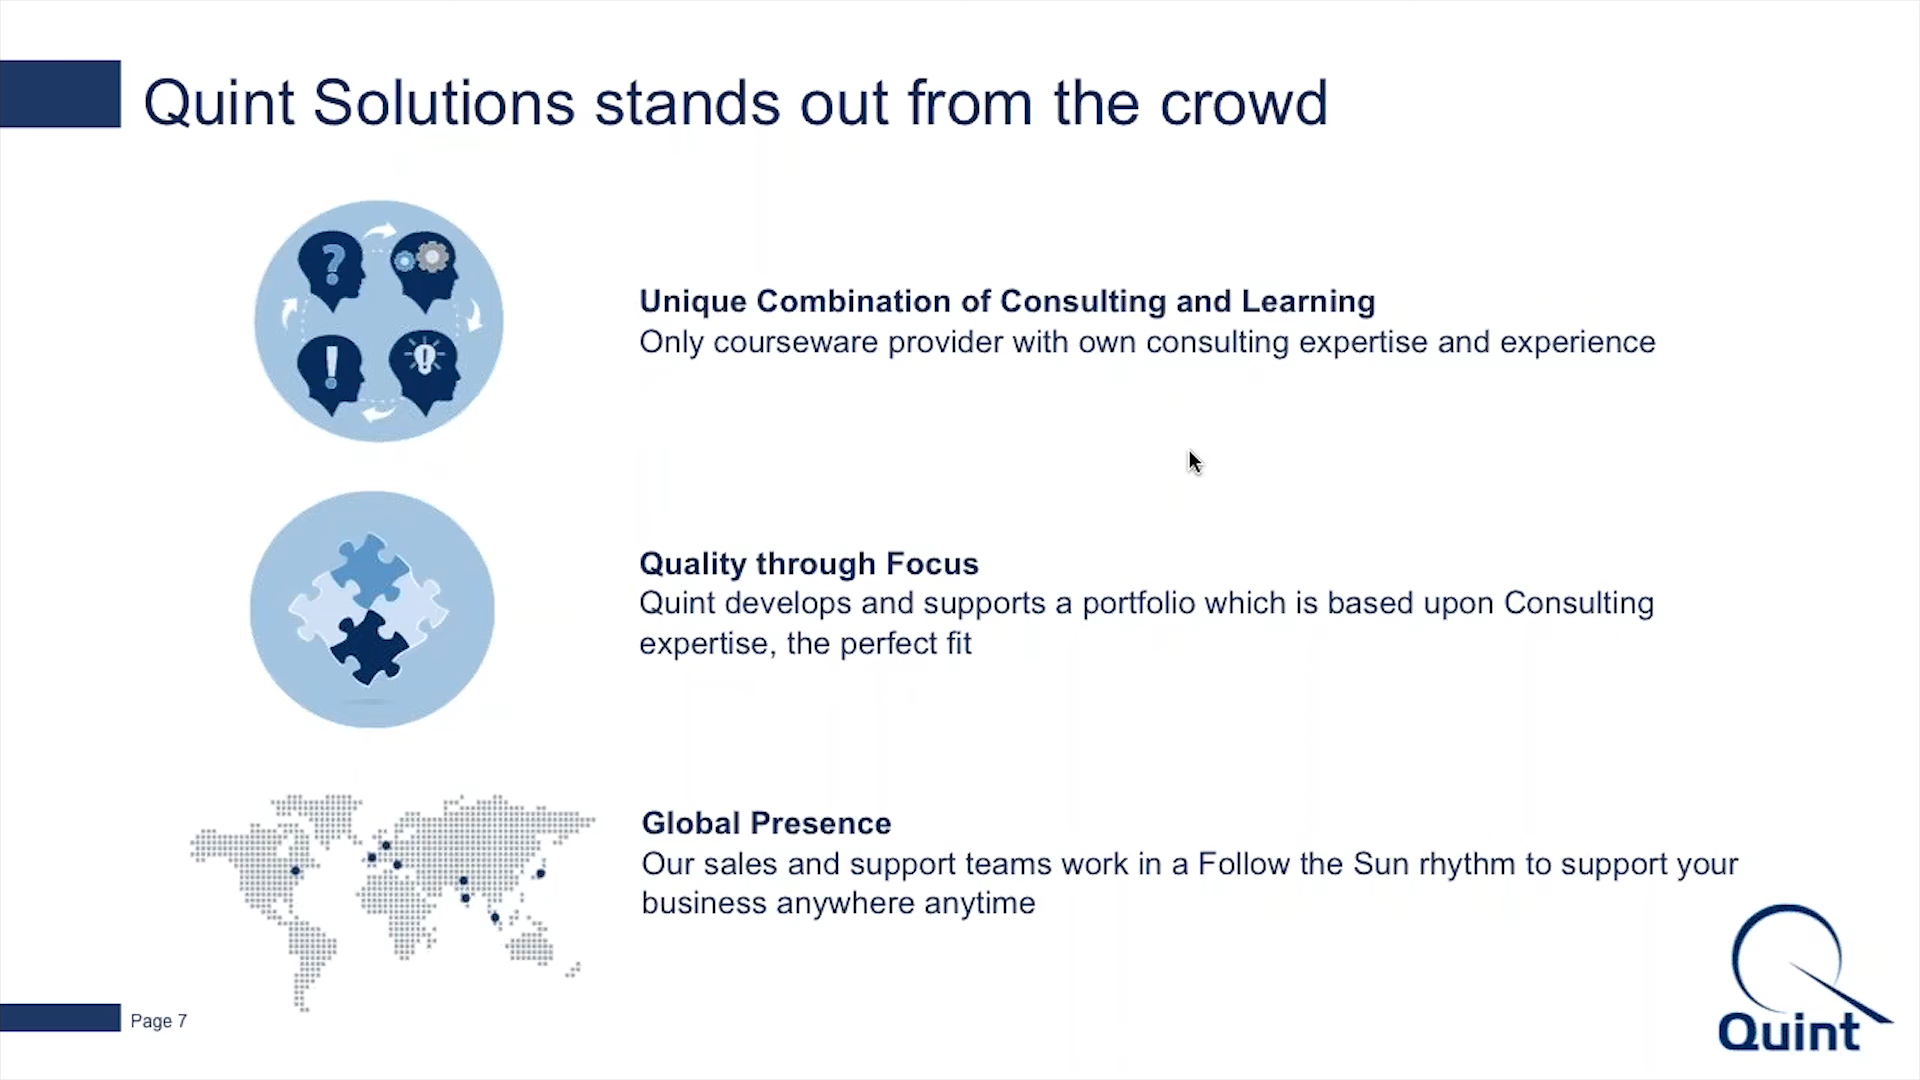 Quint Solutions stands out from the crowd
?
!
!
Unique Combination of Consulting and Learning
Only courseware provider with own consulting expertise and experience
Quality through Focus
Quint develops and supports a portfolio which is based upon Consulting
expertise, the perfect fit
Global Presence
Our sales and support teams work in a Follow the Sun rhythm to support your
business anywhere anytime
Page 7
Quint